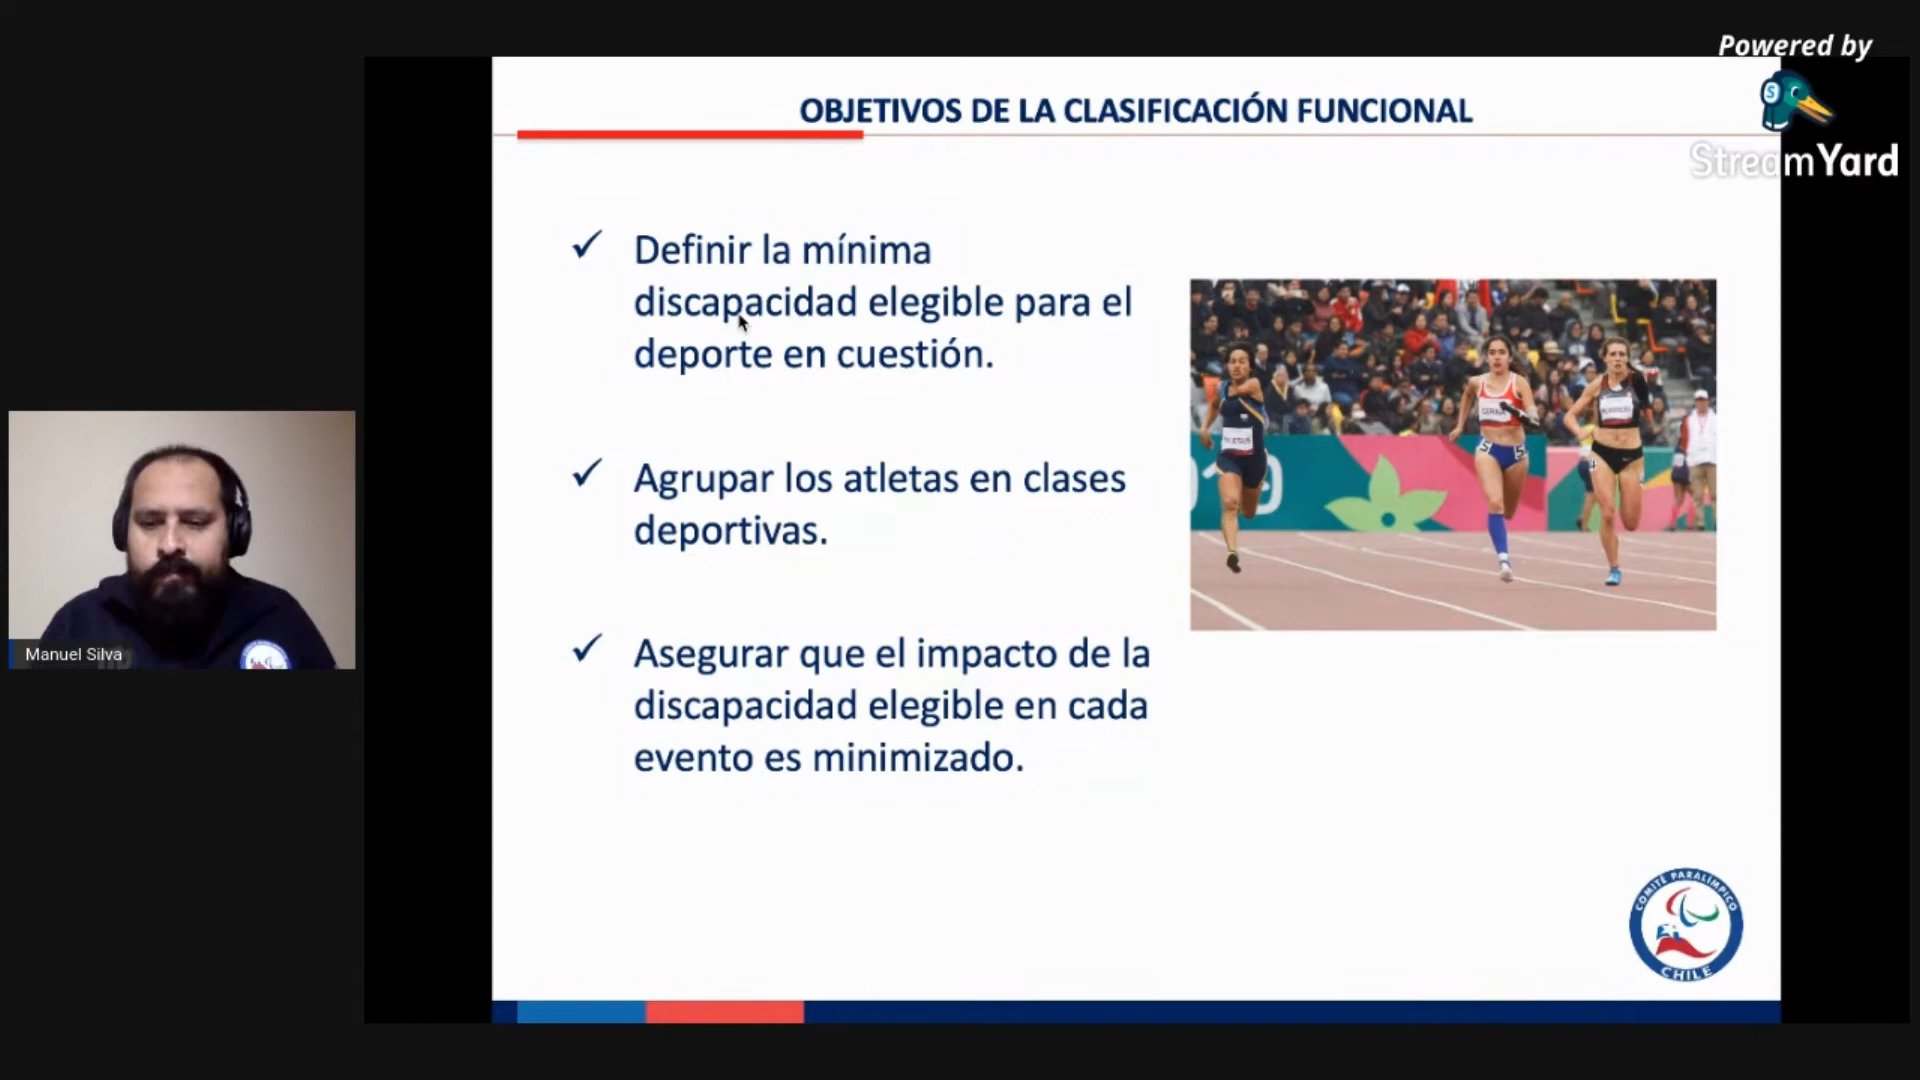 Powered by
StreamYard
OBJETIVOS DE LA CLASIFICACIÓN FUNCIONAL
✓ Definir la mínima
discapacidad elegible para el
deporte en cuestión.
✓ Agrupar los atletas en clases
deportivas.
✓ Asegurar que el impacto de la
discapacidad elegible en cada
evento es minimizado.
Manuel Silva
COMITÉ PARALÍMPICO
CHILE